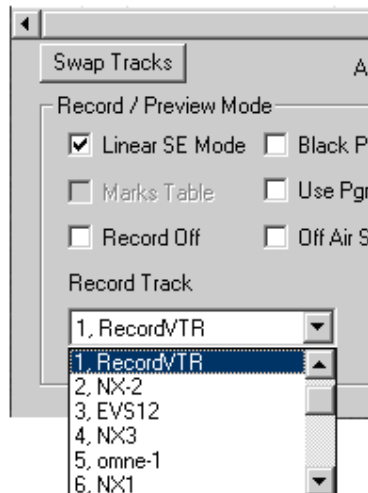 Swap Tracks
A
Record / Preview Mode
Linear SE Mode
Black P
Marks Table
Use Pgr
Record Off
Off Air S
Record Track
1, RecordVTR
1, RecordVTR
2, NX-2
3, EVS12
4, NX3
5, omne-1
6, NX1